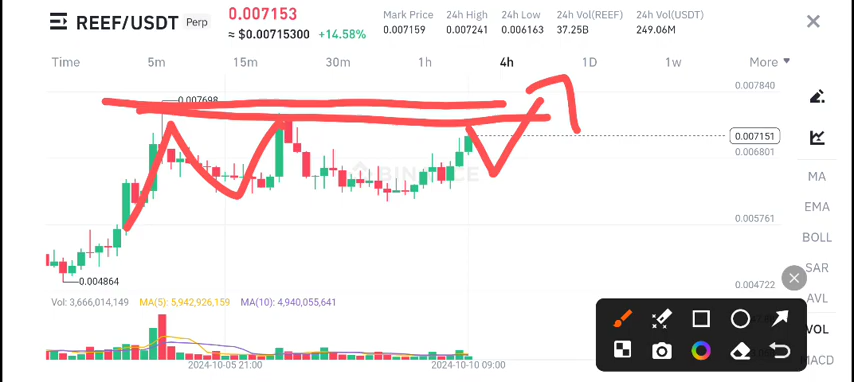 REEF/USDT Perp
0.007153
≈ $0.00715300 +14.58%
Mark Price
0.007159
24h High
0.007241
24h Low
0.006163
24h Vol(REEF)
37.25B
24h Vol(USDT)
249.06M
Time 5m 15m 30m 1h 4h 1D 1w More
0.007840
0.007698
0.007151
0.006801
BINANCE
0.005761
0.004864
0.004722
MA
EMA
BOLL
SAR
AVL
VOL
MACD
Vol: 3,666,014,149 MA(5): 5,942,926,159 MA(10): 4,940,055,641
2024-10-05 21:00 2024-10-10 09:00